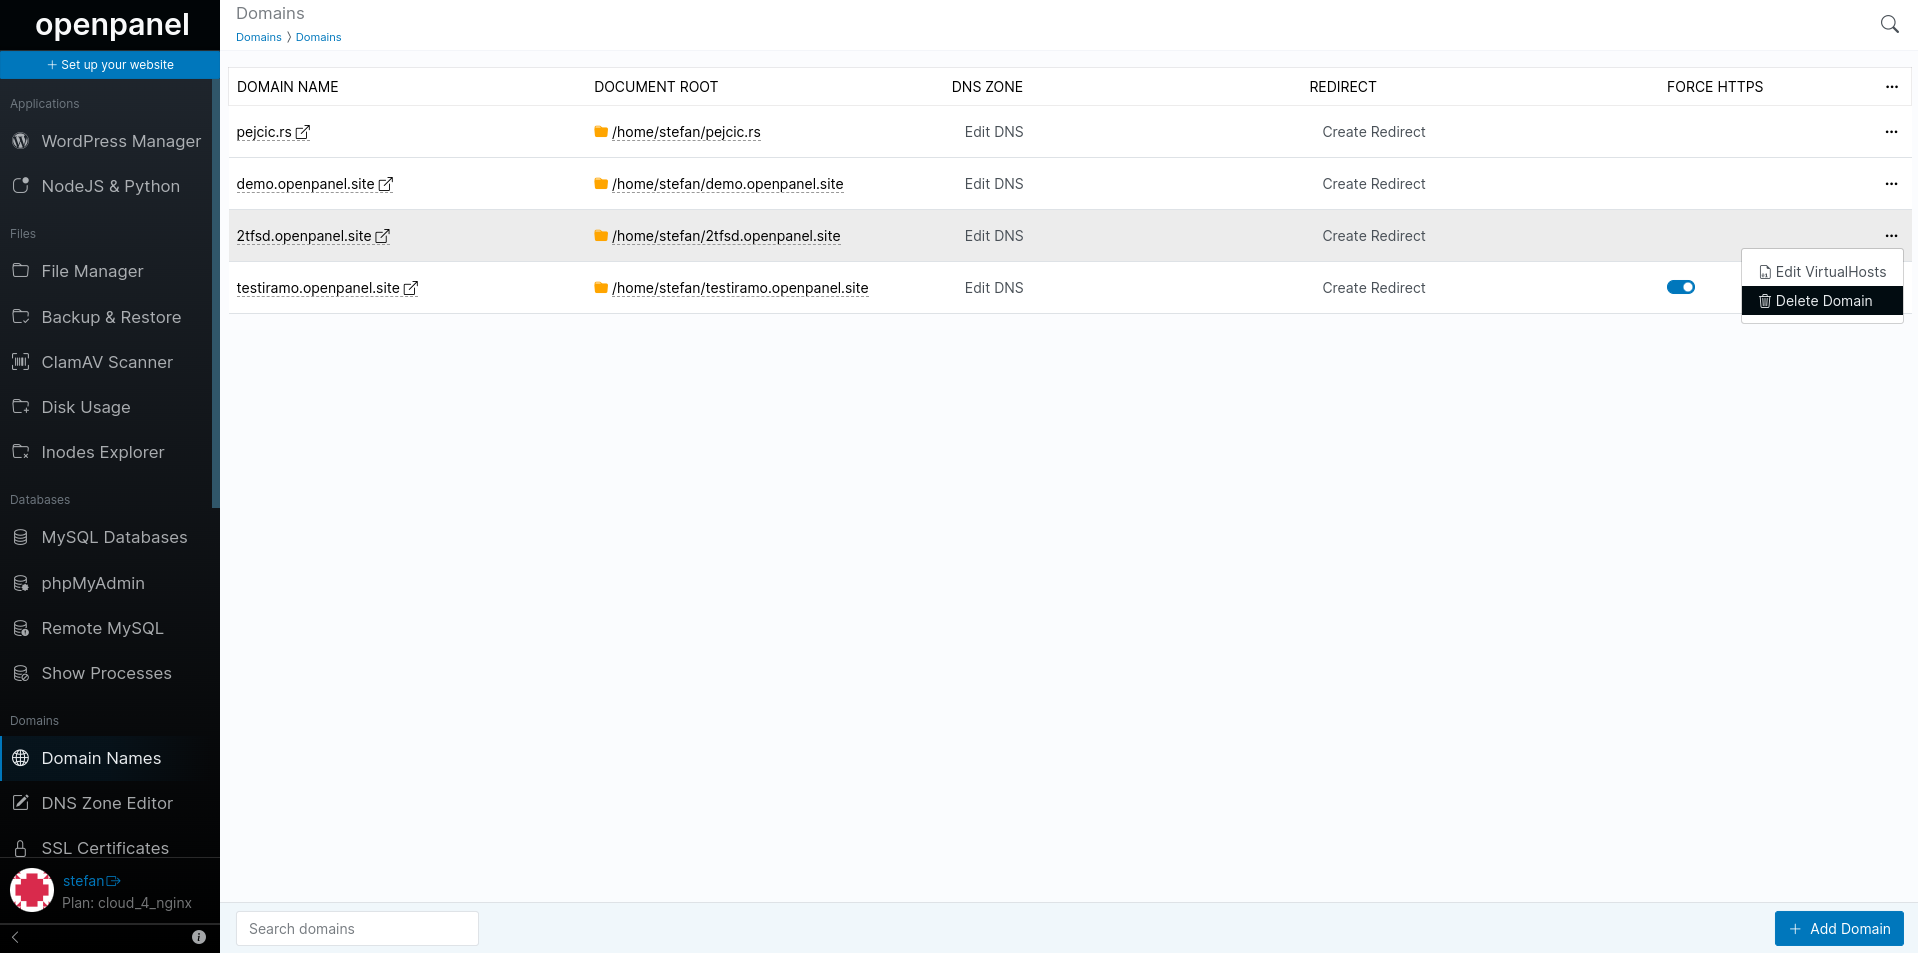 openpanel
+ Set up your website
Applications
WordPress Manager
NodeJS & Python
Files
File Manager
Backup & Restore
ClamAV Scanner
Disk Usage
Inodes Explorer
Databases
MySQL Databases
phpMyAdmin
Remote MySQL
Show Processes
Domains
Domain Names
DNS Zone Editor
SSL Certificates
stefan
Plan: cloud_4_nginx
Domains
Domains > Domains
DOMAIN NAME DOCUMENT ROOT DNS ZONE REDIRECT FORCE HTTPS ...
pejcic.rs /home/stefan/pejcic.rs Edit DNS Create Redirect ...
demo.openpanel.site /home/stefan/demo.openpanel.site Edit DNS Create Redirect ...
2tfsd.openpanel.site /home/stefan/2tfsd.openpanel.site Edit DNS Create Redirect ...
testiramo.openpanel.site /home/stefan/testiramo.openpanel.site Edit DNS Create Redirect
Edit VirtualHosts
Delete Domain
Search domains
+ Add Domain